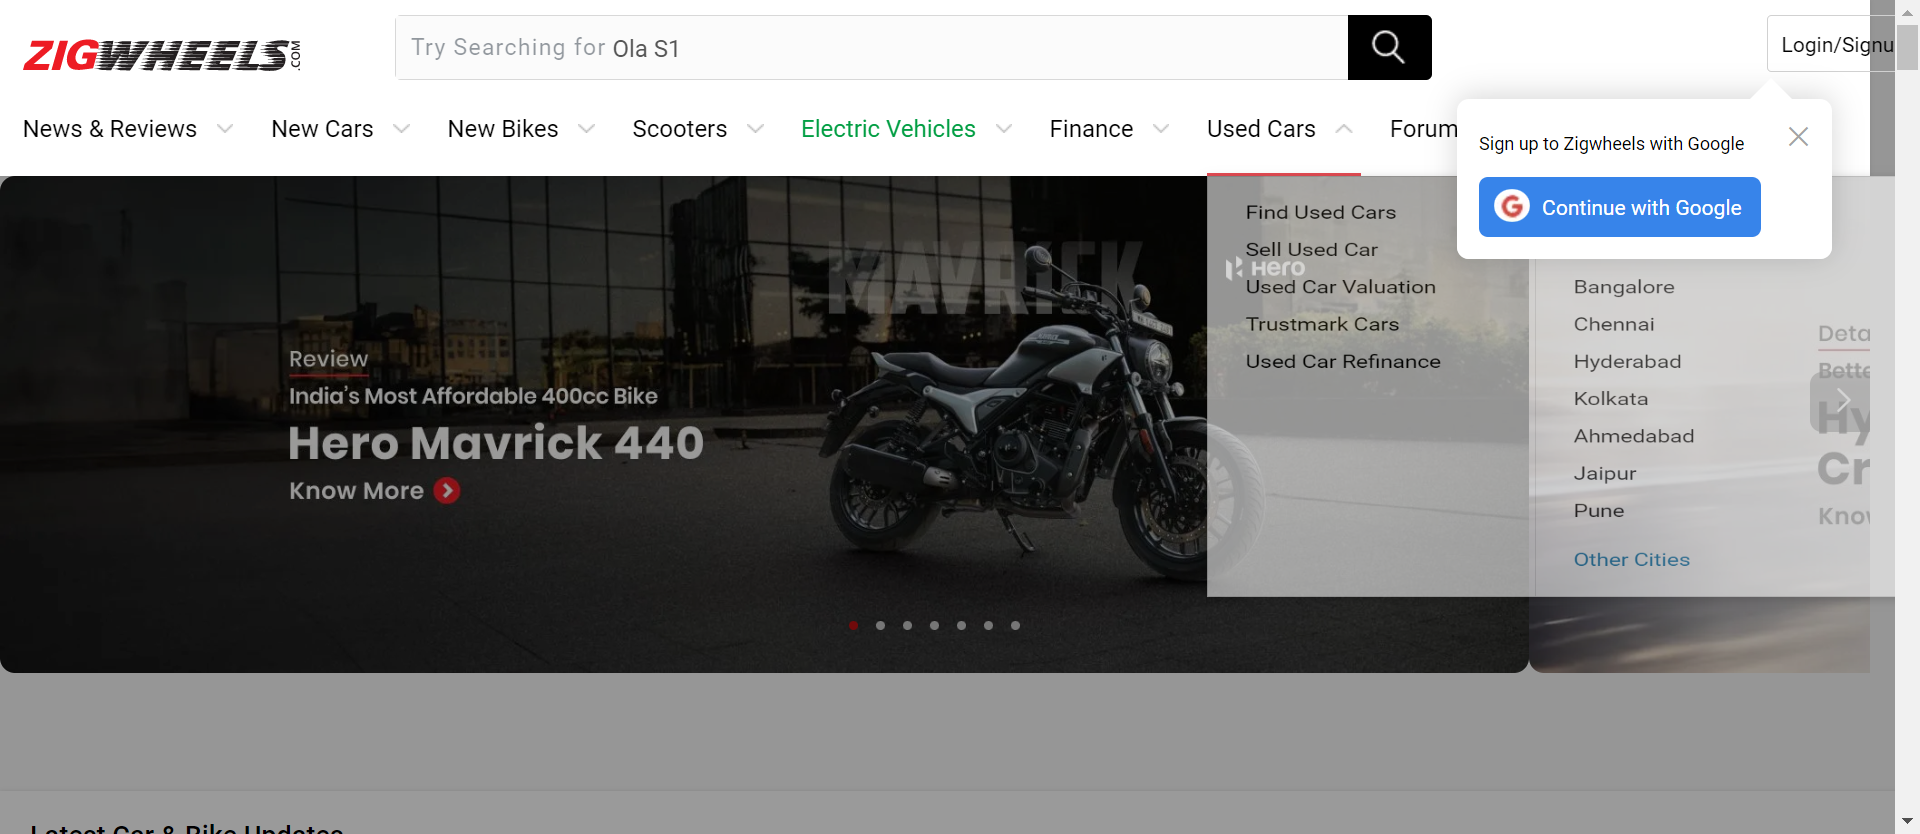 ZIGWHEELS.COM
Try Searching for Ola S1
Login/Signu
News & Reviews
New Cars
New Bikes
Scooters
Electric Vehicles
Finance
Used Cars
Forum
Sign up to Zigwheels with Google
Continue with Google
Find Used Cars
Sell Used Car
Used Car Valuation
Trustmark Cars
Used Car Refinance
Bangalore
Chennai
Hyderabad
Kolkata
Ahmedabad
Jaipur
Pune
Other Cities
MAVRICK
Hero
Review
India's Most Affordable 400cc Bike
Hero Mavrick 440
Know More
Deta
Bette
Hy
Cr
Know
Latest Car & Bike Updates